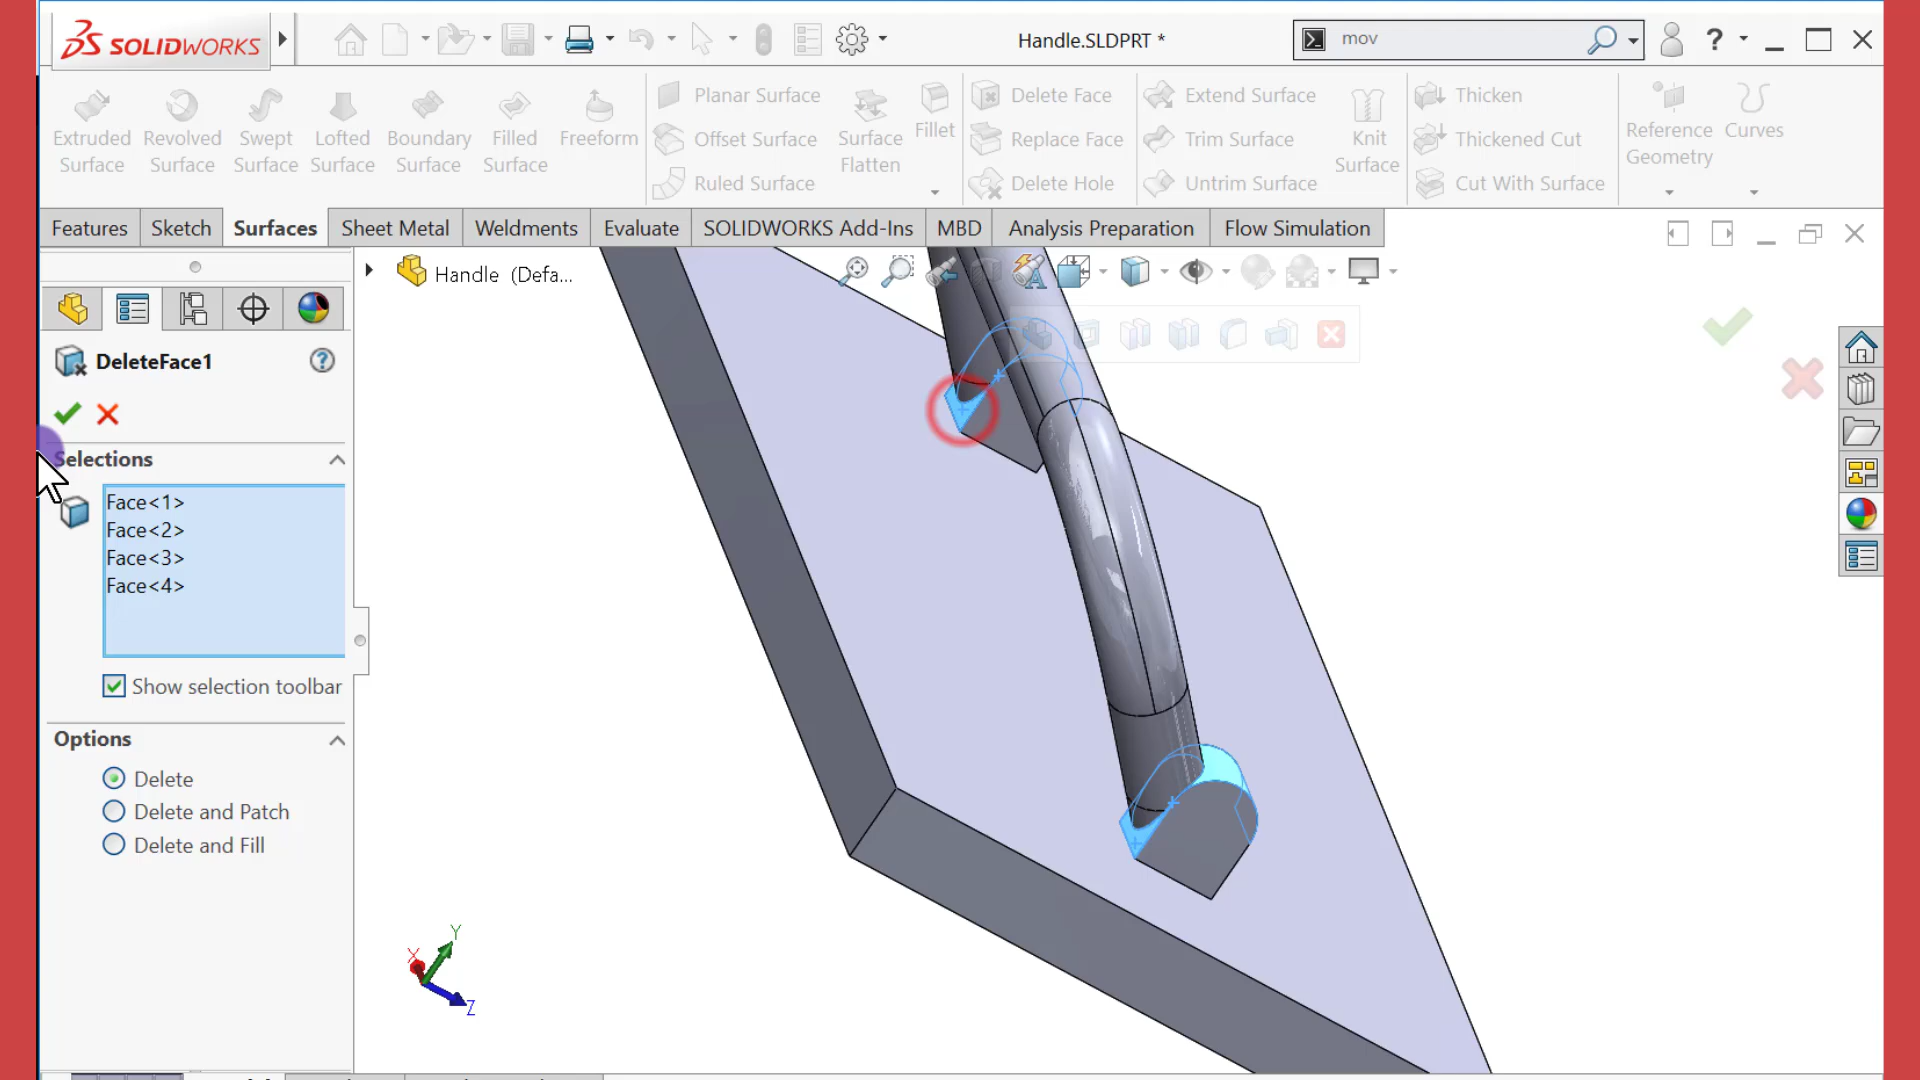 SOLIDWORKS
Handle.SLDPRT *
mov
?
Extruded Surface
Revolved Surface
Swept Surface
Lofted Surface
Boundary Surface
Filled Surface
Freeform
Planar Surface
Offset Surface
Ruled Surface
Surface Flatten
Fillet
Delete Face
Replace Face
Delete Hole
Extend Surface
Trim Surface
Untrim Surface
Knit Surface
Thicken
Thickened Cut
Cut With Surface
Reference Geometry
Curves
Features
Sketch
Surfaces
Sheet Metal
Weldments
Evaluate
SOLIDWORKS Add-Ins
MBD
Analysis Preparation
Flow Simulation
Handle (Defa...
DeleteFace1
?
Selections
Face<1>
Face<2>
Face<3>
Face<4>
Show selection toolbar
Options
Delete
Delete and Patch
Delete and Fill
Y
X
Z